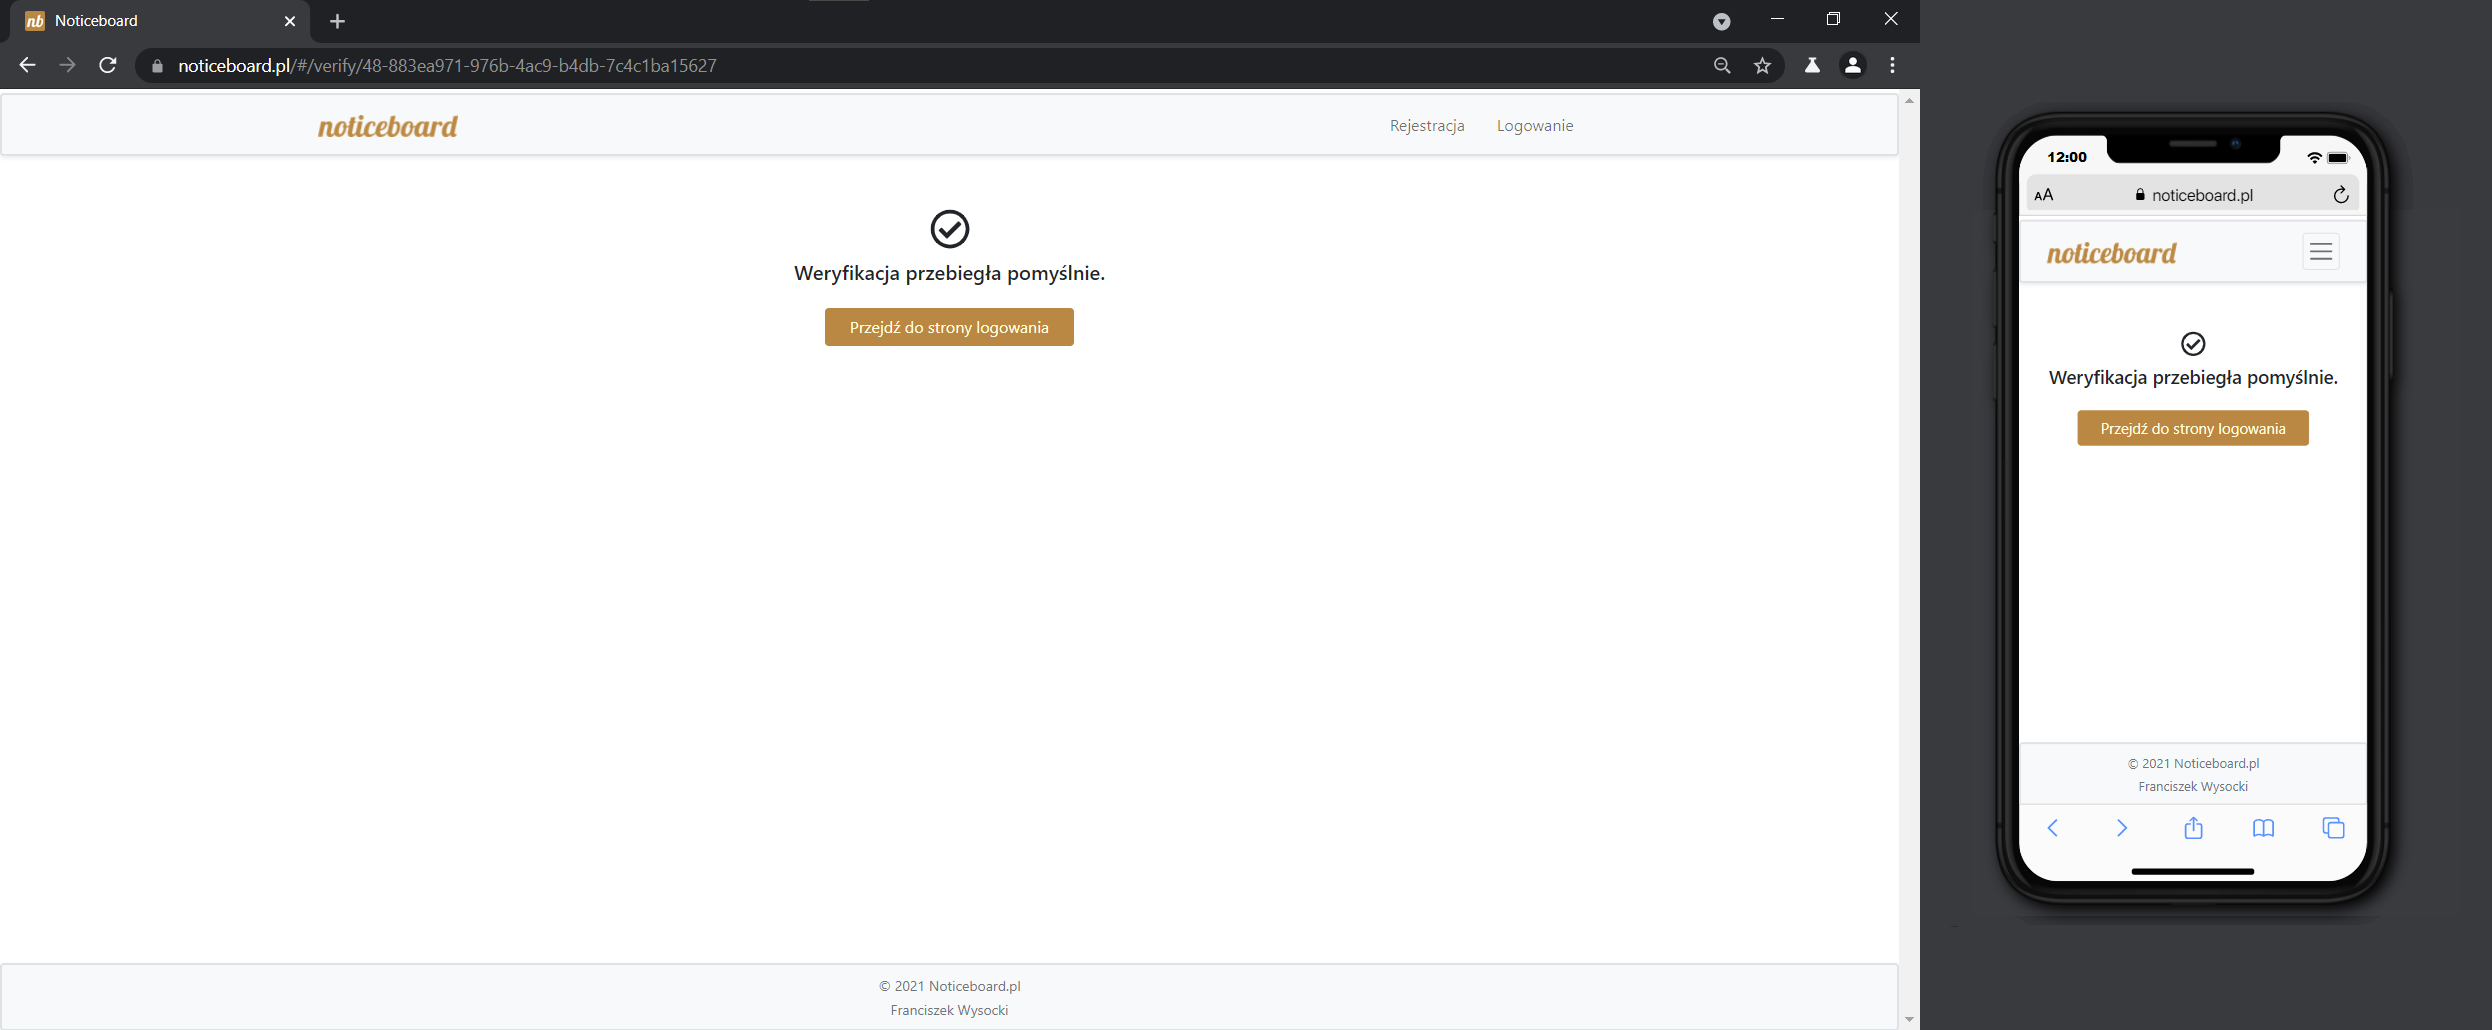 nb Noticeboard
noticeboard.pl/#/verify/48-883ea971-976b-4ac9-b4db-7c4c1ba15627
noticeboard
Rejestracja
Logowanie
Weryfikacja przebiegła pomyślnie.
Przejdź do strony logowania
© 2021 Noticeboard.pl
Franciszek Wysocki
12:00
AA noticeboard.pl
noticeboard
Weryfikacja przebiegła pomyślnie.
Przejdź do strony logowania
© 2021 Noticeboard.pl
Franciszek Wysocki